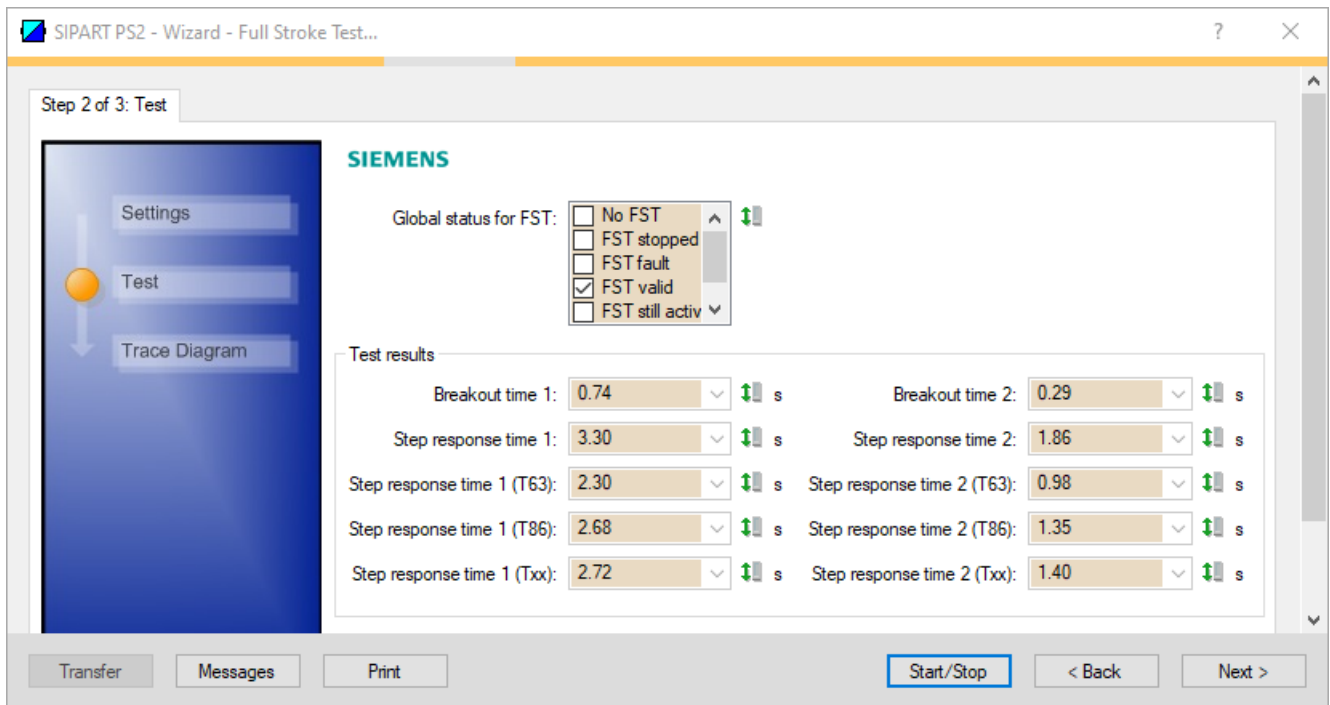 SIPART PS2 - Wizard - Full Stroke Test...
?
Step 2 of 3: Test
SIEMENS
Settings
Test
Trace Diagram
Global status for FST:
No FST
FST stopped
FST fault
FST valid
FST still activ
Test results
Breakout time 1: 0.74 s Breakout time 2: 0.29 s
Step response time 1: 3.30 s Step response time 2: 1.86 s
Step response time 1 (T63): 2.30 s Step response time 2 (T63): 0.98 s
Step response time 1 (T86): 2.68 s Step response time 2 (T86): 1.35 s
Step response time 1 (Txx): 2.72 s Step response time 2 (Txx): 1.40 s
Transfer Messages Print Start/Stop < Back Next >